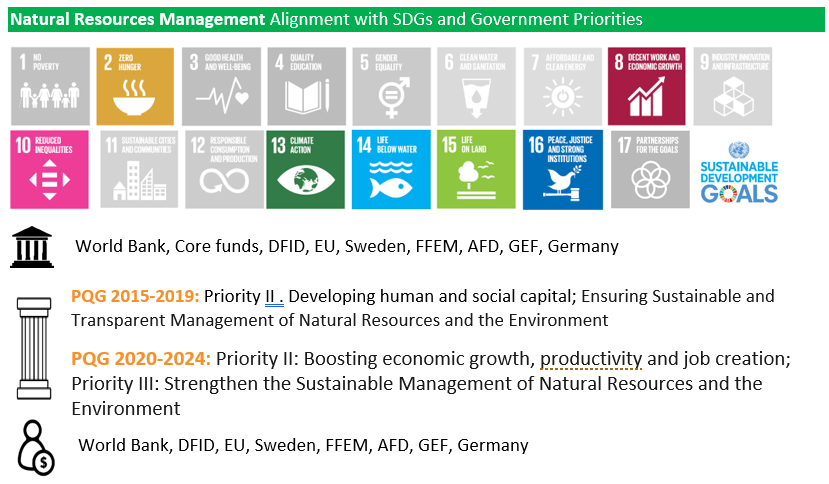 Natural Resources Management Alignment with SDGs and Government Priorities
1 NO POVERTY
2 ZERO HUNGER
3 GOOD HEALTH AND WELL-BEING
4 QUALITY EDUCATION
5 GENDER EQUALITY
6 CLEAN WATER AND SANITATION
7 AFFORDABLE AND CLEAN ENERGY
8 DECENT WORK AND ECONOMIC GROWTH
9 INDUSTRY, INNOVATION AND INFRASTRUCTURE
10 REDUCED INEQUALITIES
11 SUSTAINABLE CITIES AND COMMUNITIES
12 RESPONSIBLE CONSUMPTION AND PRODUCTION
13 CLIMATE ACTION
14 LIFE BELOW WATER
15 LIFE ON LAND
16 PEACE, JUSTICE AND STRONG INSTITUTIONS
17 PARTNERSHIPS FOR THE GOALS
SUSTAINABLE
DEVELOPMENT
GOALS
World Bank, Core funds, DFID, EU, Sweden, FFEM, AFD, GEF, Germany
PQG 2015-2019: Priority II . Developing human and social capital; Ensuring Sustainable and
Transparent Management of Natural Resources and the Environment
PQG 2020-2024: Priority II: Boosting economic growth, productivity and job creation;
Priority III: Strengthen the Sustainable Management of Natural Resources and the
Environment
World Bank, DFID, EU, Sweden, FFEM, AFD, GEF, Germany